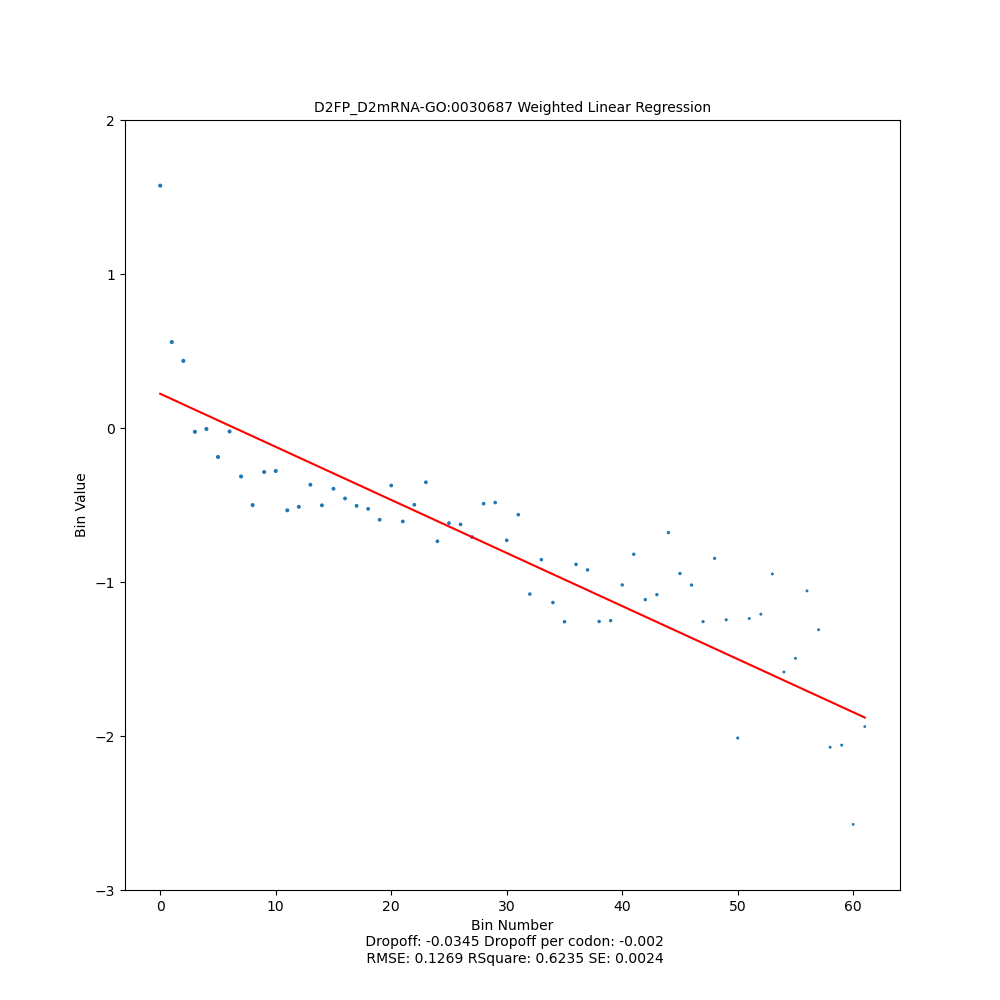 D2FP_D2mRNA-GO:0030687 Weighted Linear Regression
2
1
0
−1
−2
−3
Bin Value
0 10 20 30 40 50 60
Bin Number
Dropoff: -0.0345 Dropoff per codon: -0.002
RMSE: 0.1269 RSquare: 0.6235 SE: 0.0024